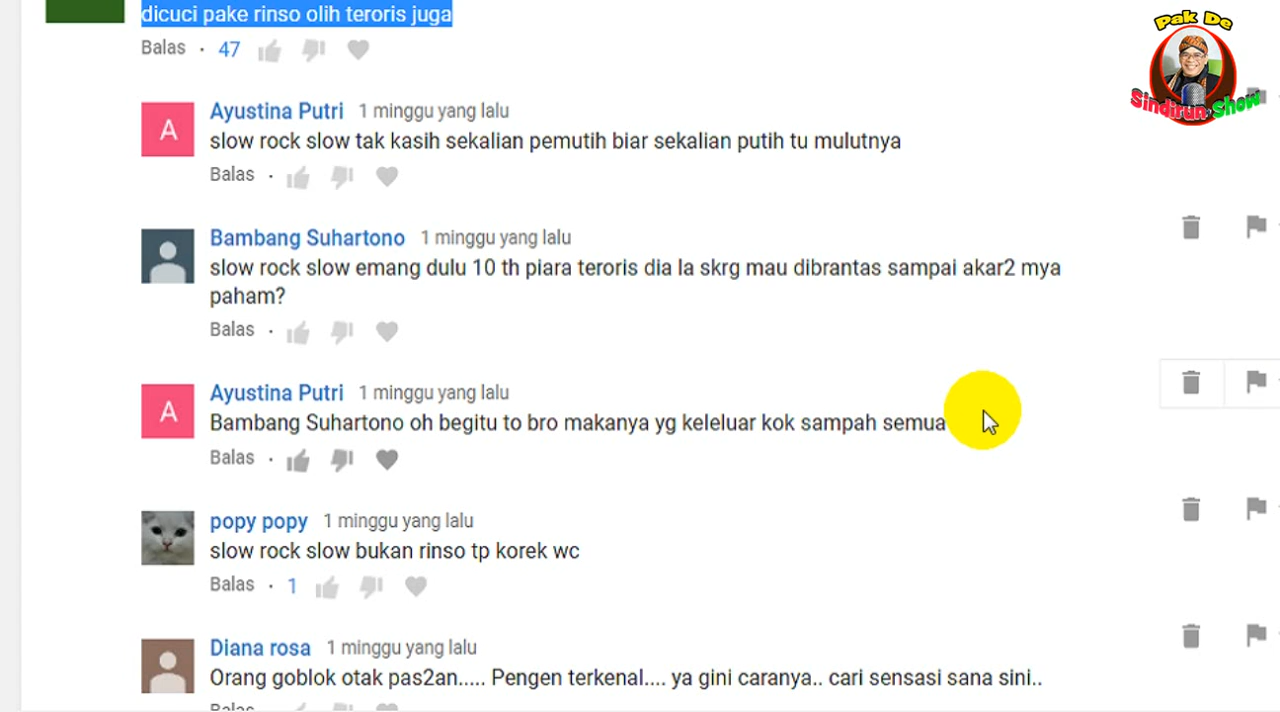 dicuci pake rinso olih teroris juga
Balas · 47
Pak De
Sindirun Show
A
Ayustina Putri 1 minggu yang lalu
slow rock slow tak kasih sekalian pemutih biar sekalian putih tu mulutnya
Balas ·
Bambang Suhartono 1 minggu yang lalu
slow rock slow emang dulu 10 th piara teroris dia la skrg mau dibrantas sampai akar2 mya
paham?
Balas ·
A
Ayustina Putri 1 minggu yang lalu
Bambang Suhartono oh begitu to bro makanya yg keleluar kok sampah semua
Balas ·
popy popy 1 minggu yang lalu
slow rock slow bukan rinso tp korek wc
Balas · 1
Diana rosa 1 minggu yang lalu
Orang goblok otak pas2an..... Pengen terkenal.... ya gini caranya.. cari sensasi sana sini..
Balas